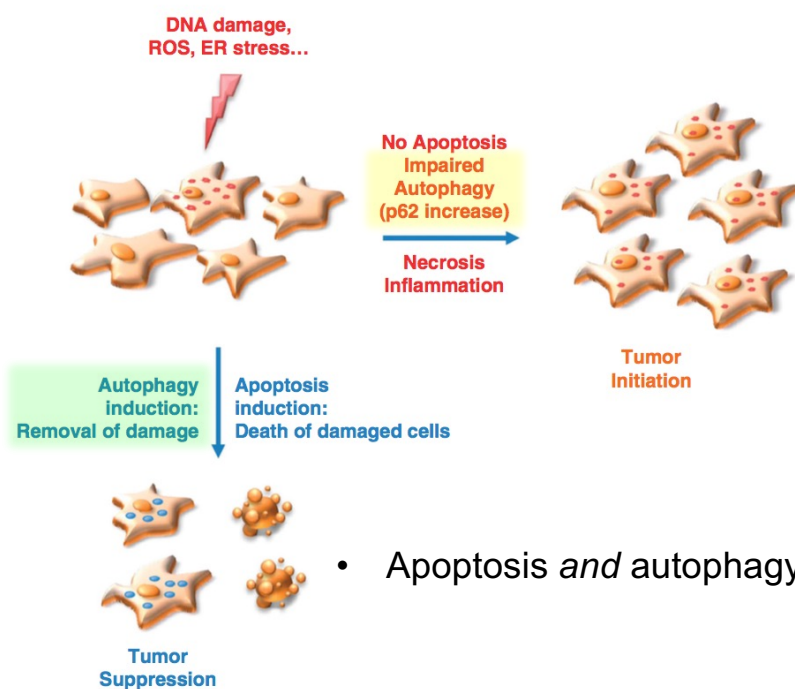 DNA damage,
ROS, ER stress...
No Apoptosis
Impaired
Autophagy
(p62 increase)
Necrosis
Inflammation
Tumor
Initiation
Autophagy
induction:
Removal of damage
Apoptosis
induction:
Death of damaged cells
• Apoptosis and autophagy
Tumor
Suppression